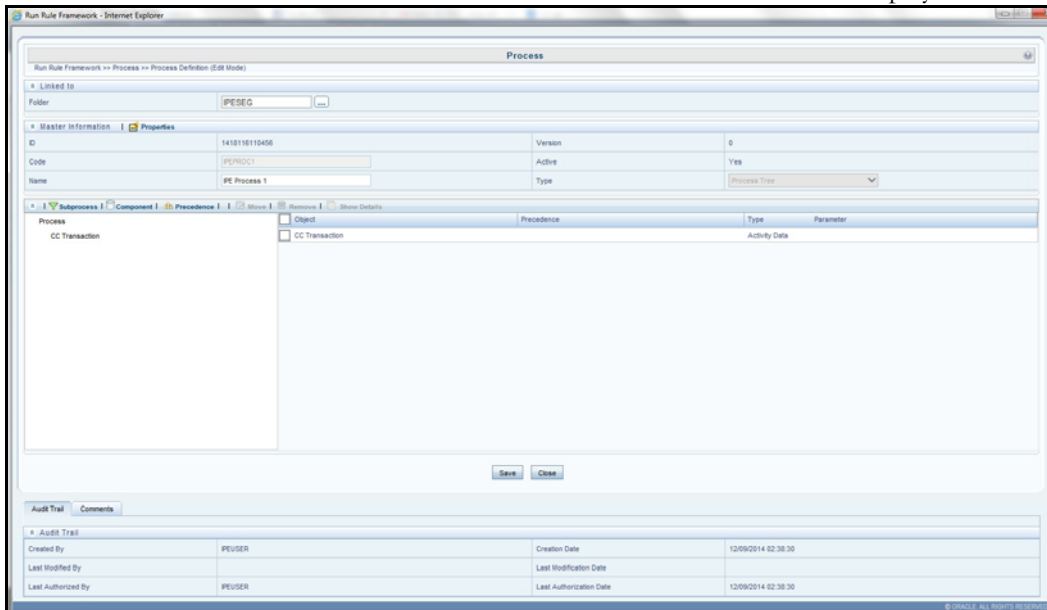 Run Rule Framework - Internet Explorer
Process
Run Rule Framework >> Process >> Process Definition (Edit Mode)
Linked to
Folder IPESEG ...
Master Information | Properties
ID 1418116110456 Version 0
Code IPEPROC1 Active Yes
Name IPE Process 1 Type Process Tree
| Subprocess | Component | Precedence | | Move | Remove | Show Details
Process
CC Transaction
Object Precedence Type Parameter
CC Transaction Activity Data
Save Close
Audit Trail Comments
Audit Trail
Created By IPEUSER Creation Date 12/09/2014 02:38:30
Last Modified By Last Modification Date
Last Authorized By IPEUSER Last Authorization Date 12/09/2014 02:38:30
© ORACLE. ALL RIGHTS RESERVED